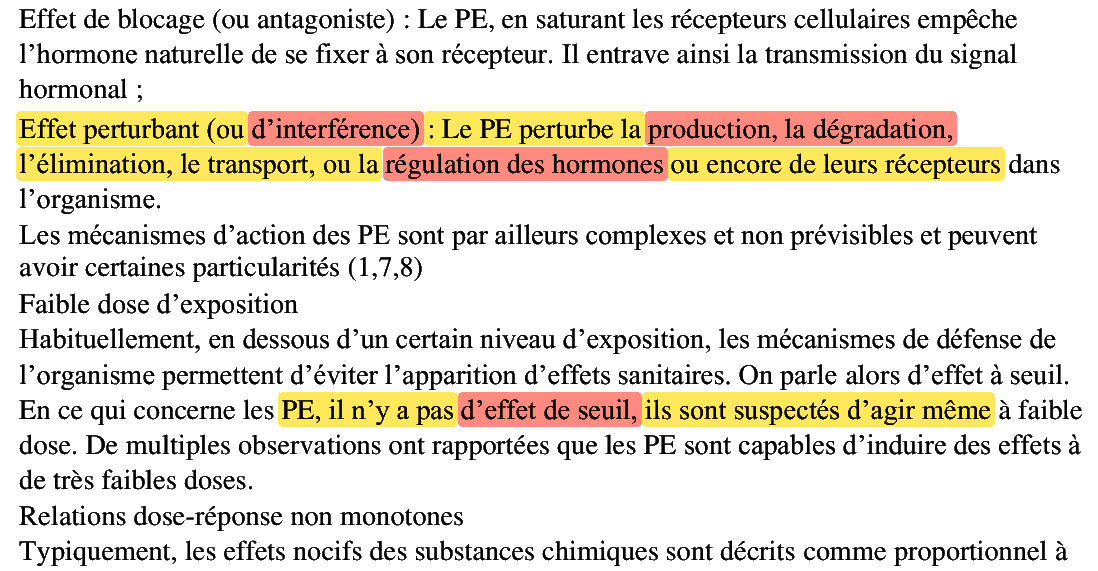 Effet de blocage (ou antagoniste) : Le PE, en saturant les récepteurs cellulaires empêche
l’hormone naturelle de se fixer à son récepteur. Il entrave ainsi la transmission du signal
hormonal ;
Effet perturbant (ou d’interférence) : Le PE perturbe la production, la dégradation,
l’élimination, le transport, ou la régulation des hormones ou encore de leurs récepteurs dans
l’organisme.
Les mécanismes d’action des PE sont par ailleurs complexes et non prévisibles et peuvent
avoir certaines particularités (1,7,8)
Faible dose d’exposition
Habituellement, en dessous d’un certain niveau d’exposition, les mécanismes de défense de
l’organisme permettent d’éviter l’apparition d’effets sanitaires. On parle alors d’effet à seuil.
En ce qui concerne les PE, il n’y a pas d’effet de seuil, ils sont suspectés d’agir même à faible
dose. De multiples observations ont rapportées que les PE sont capables d’induire des effets à
de très faibles doses.
Relations dose-réponse non monotones
Typiquement, les effets nocifs des substances chimiques sont décrits comme proportionnel à